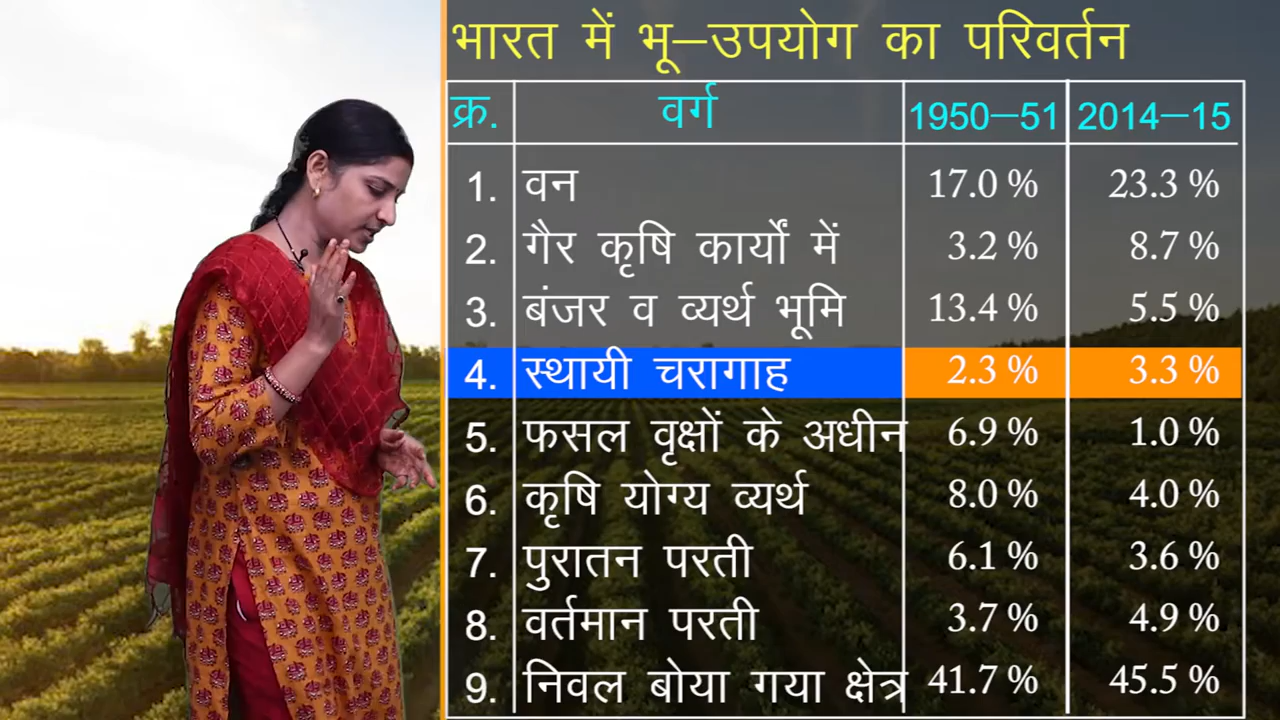 भारत में भू–उपयोग का परिवर्तन
क्र. वर्ग 1950–51 2014–15
1. वन 17.0 % 23.3 %
2. गैर कृषि कार्यों में 3.2 % 8.7 %
3. बंजर व व्यर्थ भूमि 13.4 % 5.5 %
4. स्थायी चरागाह 2.3 % 3.3 %
5. फसल वृक्षों के अधीन 6.9 % 1.0 %
6. कृषि योग्य व्यर्थ 8.0 % 4.0 %
7. पुरातन परती 6.1 % 3.6 %
8. वर्तमान परती 3.7 % 4.9 %
9. निवल बोया गया क्षेत्र 41.7 % 45.5 %